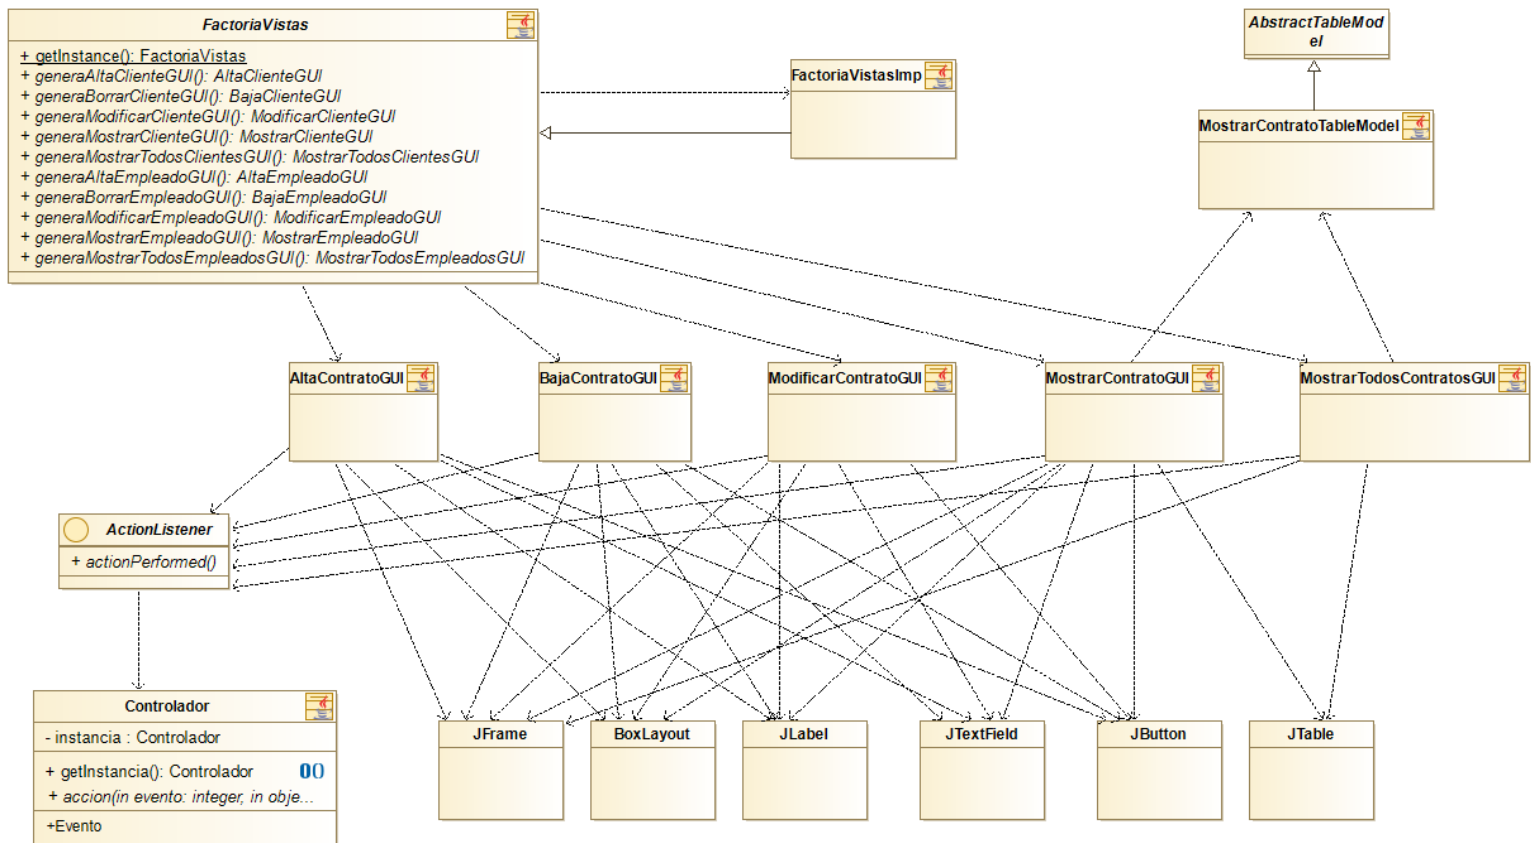 FactoriaVistas
+ getInstance(): FactoriaVistas
+ generaAltaClienteGUI(): AltaClienteGUI
+ generaBorrarClienteGUI(): BajaClienteGUI
+ generaModificarClienteGUI(): ModificarClienteGUI
+ generaMostrarClienteGUI(): MostrarClienteGUI
+ generaMostrarTodosClientesGUI(): MostrarTodosClientesGUI
+ generaAltaEmpleadoGUI(): AltaEmpleadoGUI
+ generaBorrarEmpleadoGUI(): BajaEmpleadoGUI
+ generaModificarEmpleadoGUI(): ModificarEmpleadoGUI
+ generaMostrarEmpleadoGUI(): MostrarEmpleadoGUI
+ generaMostrarTodosEmpleadosGUI(): MostrarTodosEmpleadosGUI
FactoriaVistasImp
AbstractTableMod
el
MostrarContratoTableModel
AltaContratoGUI
BajaContratoGUI
ModificarContratoGUI
MostrarContratoGUI
MostrarTodosContratosGUI
ActionListener
+ actionPerformed()
Controlador
- instancia : Controlador
+ getInstancia(): Controlador
+ accion(in evento: integer, in obje...
+Evento
JFrame
BoxLayout
JLabel
JTextField
JButton
JTable